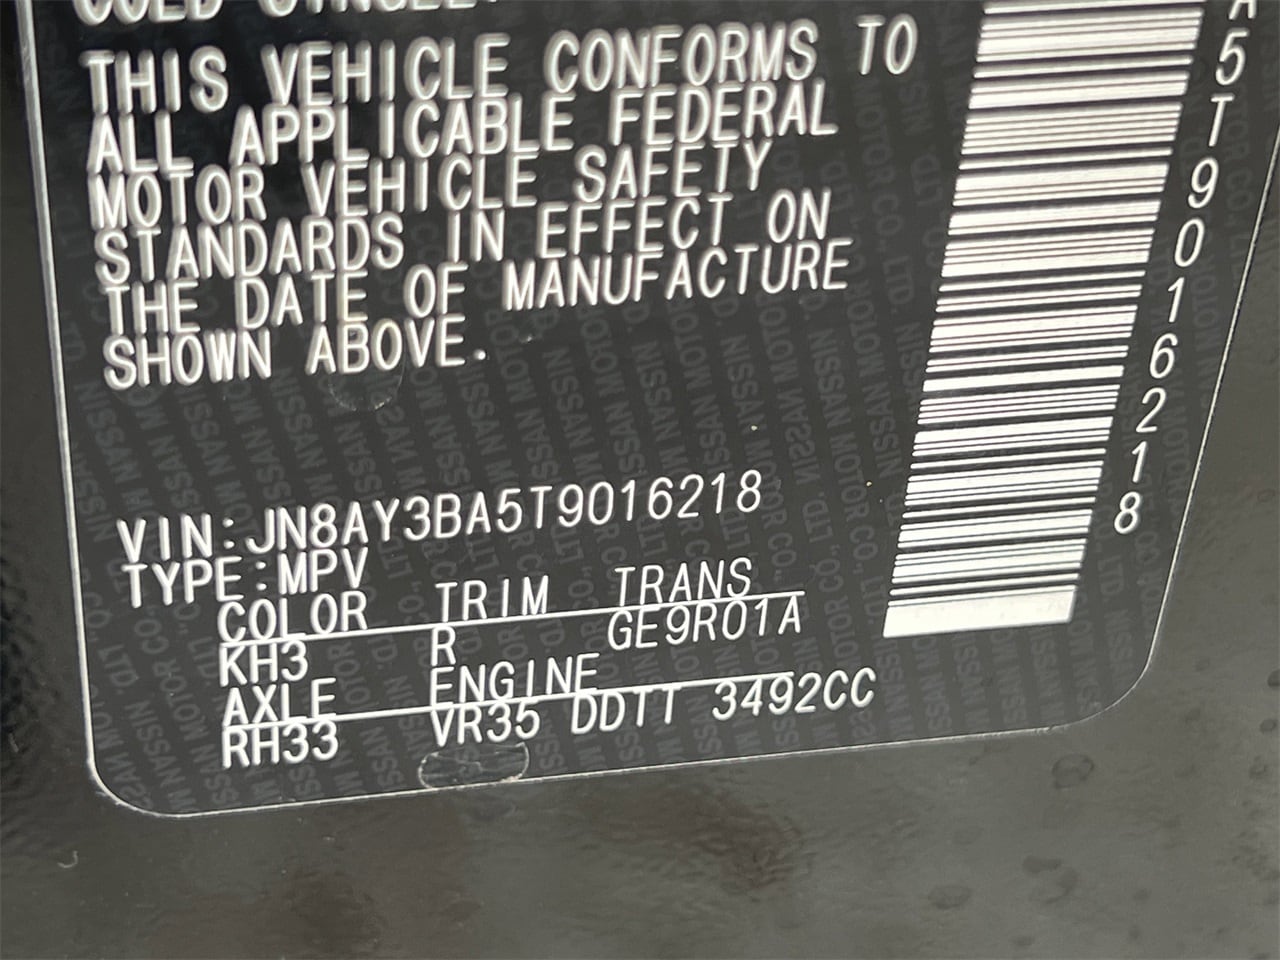 THIS VEHICLE CONFORMS TO
ALL APPLICABLE FEDERAL
MOTOR VEHICLE SAFETY
STANDARDS IN EFFECT ON
THE DATE OF MANUFACTURE
SHOWN ABOVE.
VIN:JN8AY3BA5T9016218
TYPE:MPV
COLOR TRIM TRANS
KH3 R GE9R01A
AXLE ENGINE
RH33 VR35 DDTT 3492CC
A5T9016218